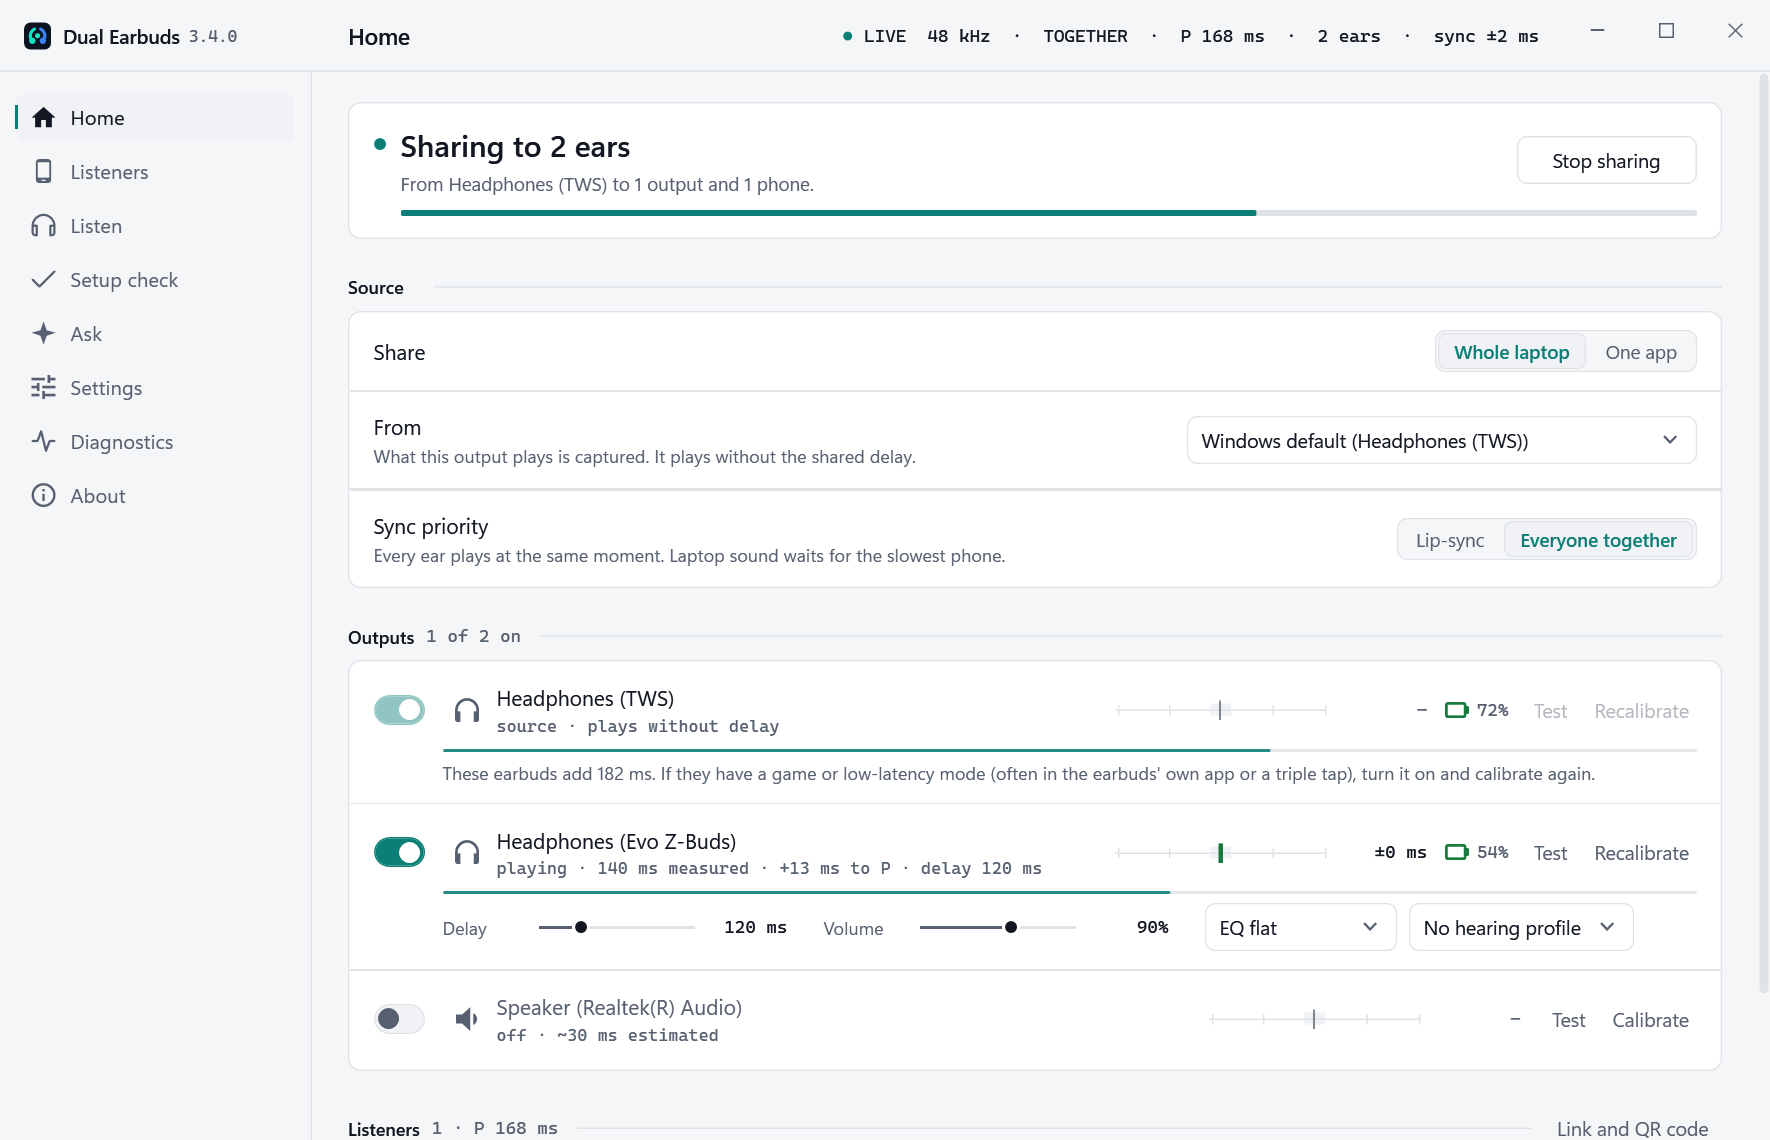 Dual Earbuds 3.4.0
Home
LIVE 48 kHz · TOGETHER · P 168 ms · 2 ears · sync ±2 ms
Home
Listeners
Listen
Setup check
Ask
Settings
Diagnostics
About
Sharing to 2 ears
From Headphones (TWS) to 1 output and 1 phone.
Stop sharing
Source
Share
Whole laptop
One app
From
What this output plays is captured. It plays without the shared delay.
Windows default (Headphones (TWS))
Sync priority
Every ear plays at the same moment. Laptop sound waits for the slowest phone.
Lip-sync
Everyone together
Outputs 1 of 2 on
Headphones (TWS)
source · plays without delay
– 72% Test Recalibrate
These earbuds add 182 ms. If they have a game or low-latency mode (often in the earbuds' own app or a triple tap), turn it on and calibrate again.
Headphones (Evo Z-Buds)
playing · 140 ms measured · +13 ms to P · delay 120 ms
±0 ms 54% Test Recalibrate
Delay 120 ms Volume 90% EQ flat No hearing profile
Speaker (Realtek(R) Audio)
off · ~30 ms estimated
– Test Calibrate
Listeners 1 · P 168 ms
Link and QR code